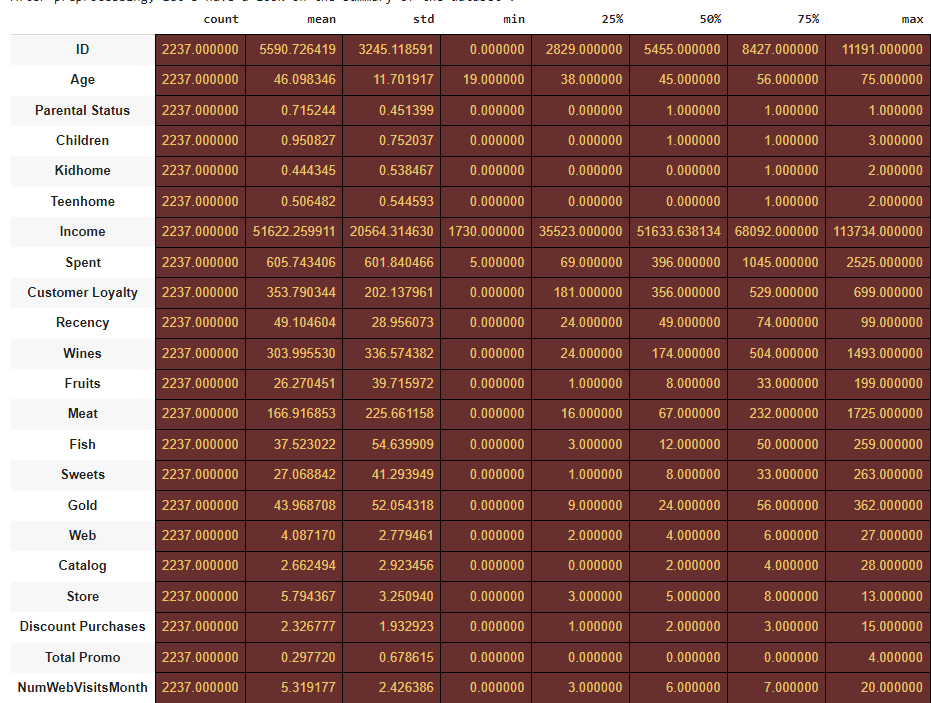 count mean std min 25% 50% 75% max
ID 2237.000000 5590.726419 3245.118591 0.000000 2829.000000 5455.000000 8427.000000 11191.000000
Age 2237.000000 46.098346 11.701917 19.000000 38.000000 45.000000 56.000000 75.000000
Parental Status 2237.000000 0.715244 0.451399 0.000000 0.000000 1.000000 1.000000 1.000000
Children 2237.000000 0.950827 0.752037 0.000000 0.000000 1.000000 1.000000 3.000000
Kidhome 2237.000000 0.444345 0.538467 0.000000 0.000000 0.000000 1.000000 2.000000
Teenhome 2237.000000 0.506482 0.544593 0.000000 0.000000 0.000000 1.000000 2.000000
Income 2237.000000 51622.259911 20564.314630 1730.000000 35523.000000 51633.638134 68092.000000 113734.000000
Spent 2237.000000 605.743406 601.840466 5.000000 69.000000 396.000000 1045.000000 2525.000000
Customer Loyalty 2237.000000 353.790344 202.137961 0.000000 181.000000 356.000000 529.000000 699.000000
Recency 2237.000000 49.104604 28.956073 0.000000 24.000000 49.000000 74.000000 99.000000
Wines 2237.000000 303.995530 336.574382 0.000000 24.000000 174.000000 504.000000 1493.000000
Fruits 2237.000000 26.270451 39.715972 0.000000 1.000000 8.000000 33.000000 199.000000
Meat 2237.000000 166.916853 225.661158 0.000000 16.000000 67.000000 232.000000 1725.000000
Fish 2237.000000 37.523022 54.639909 0.000000 3.000000 12.000000 50.000000 259.000000
Sweets 2237.000000 27.068842 41.293949 0.000000 1.000000 8.000000 33.000000 263.000000
Gold 2237.000000 43.968708 52.054318 0.000000 9.000000 24.000000 56.000000 362.000000
Web 2237.000000 4.087170 2.779461 0.000000 2.000000 4.000000 6.000000 27.000000
Catalog 2237.000000 2.662494 2.923456 0.000000 0.000000 2.000000 4.000000 28.000000
Store 2237.000000 5.794367 3.250940 0.000000 3.000000 5.000000 8.000000 13.000000
Discount Purchases 2237.000000 2.326777 1.932923 0.000000 1.000000 2.000000 3.000000 15.000000
Total Promo 2237.000000 0.297720 0.678615 0.000000 0.000000 0.000000 0.000000 4.000000
NumWebVisitsMonth 2237.000000 5.319177 2.426386 0.000000 3.000000 6.000000 7.000000 20.000000